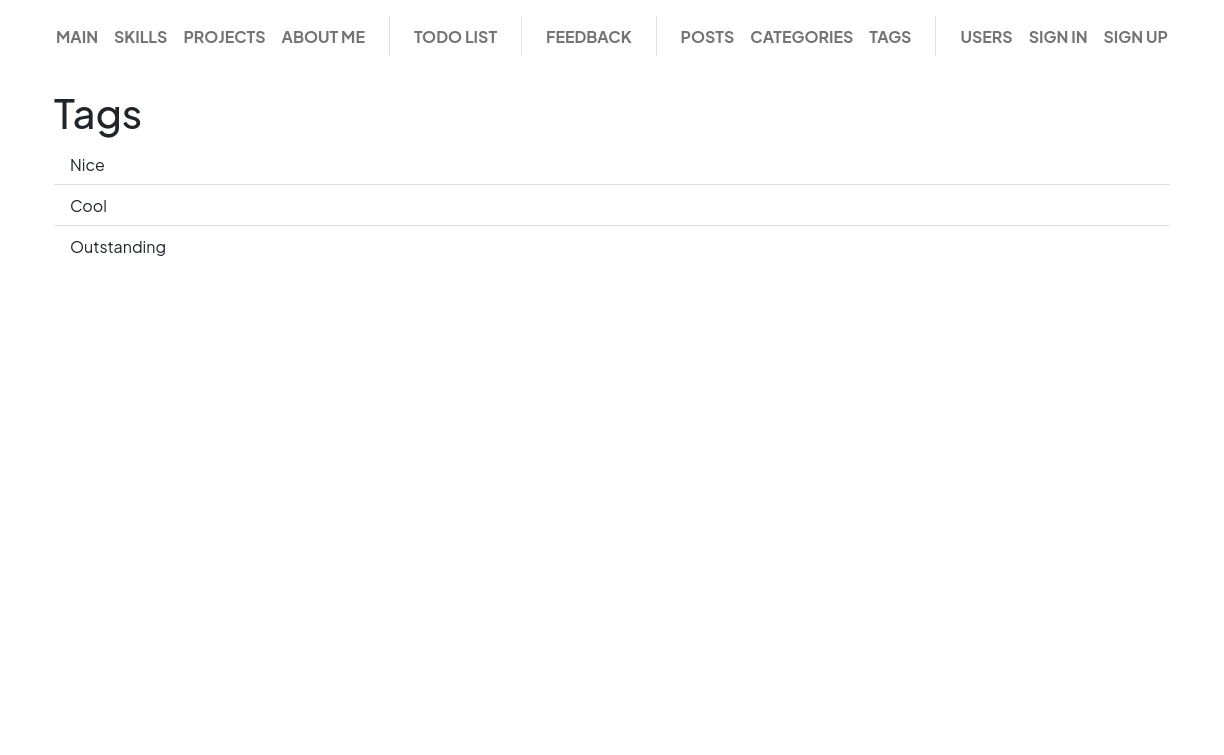 MAIN SKILLS PROJECTS ABOUT ME TODO LIST FEEDBACK POSTS CATEGORIES TAGS USERS SIGN IN SIGN UP
Tags
Nice
Cool
Outstanding